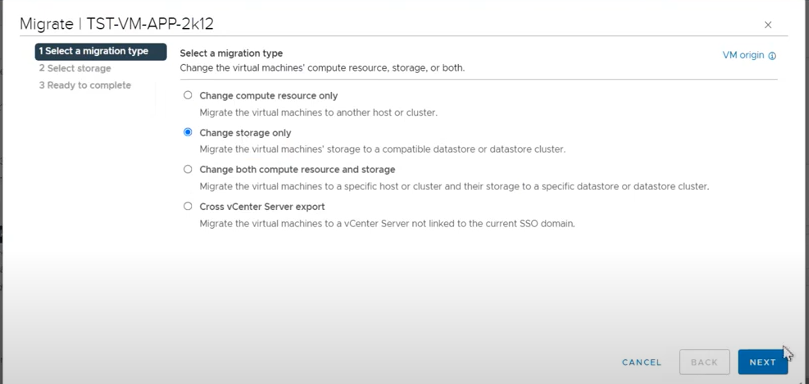 Migrate | TST-VM-APP-2k12
1 Select a migration type
2 Select storage
3 Ready to complete
Select a migration type
VM origin
Change the virtual machines' compute resource, storage, or both.
Change compute resource only
Migrate the virtual machines to another host or cluster.
Change storage only
Migrate the virtual machines' storage to a compatible datastore or datastore cluster.
Change both compute resource and storage
Migrate the virtual machines to a specific host or cluster and their storage to a specific datastore or datastore cluster.
Cross vCenter Server export
Migrate the virtual machines to a vCenter Server not linked to the current SSO domain.
CANCEL
BACK
NEXT